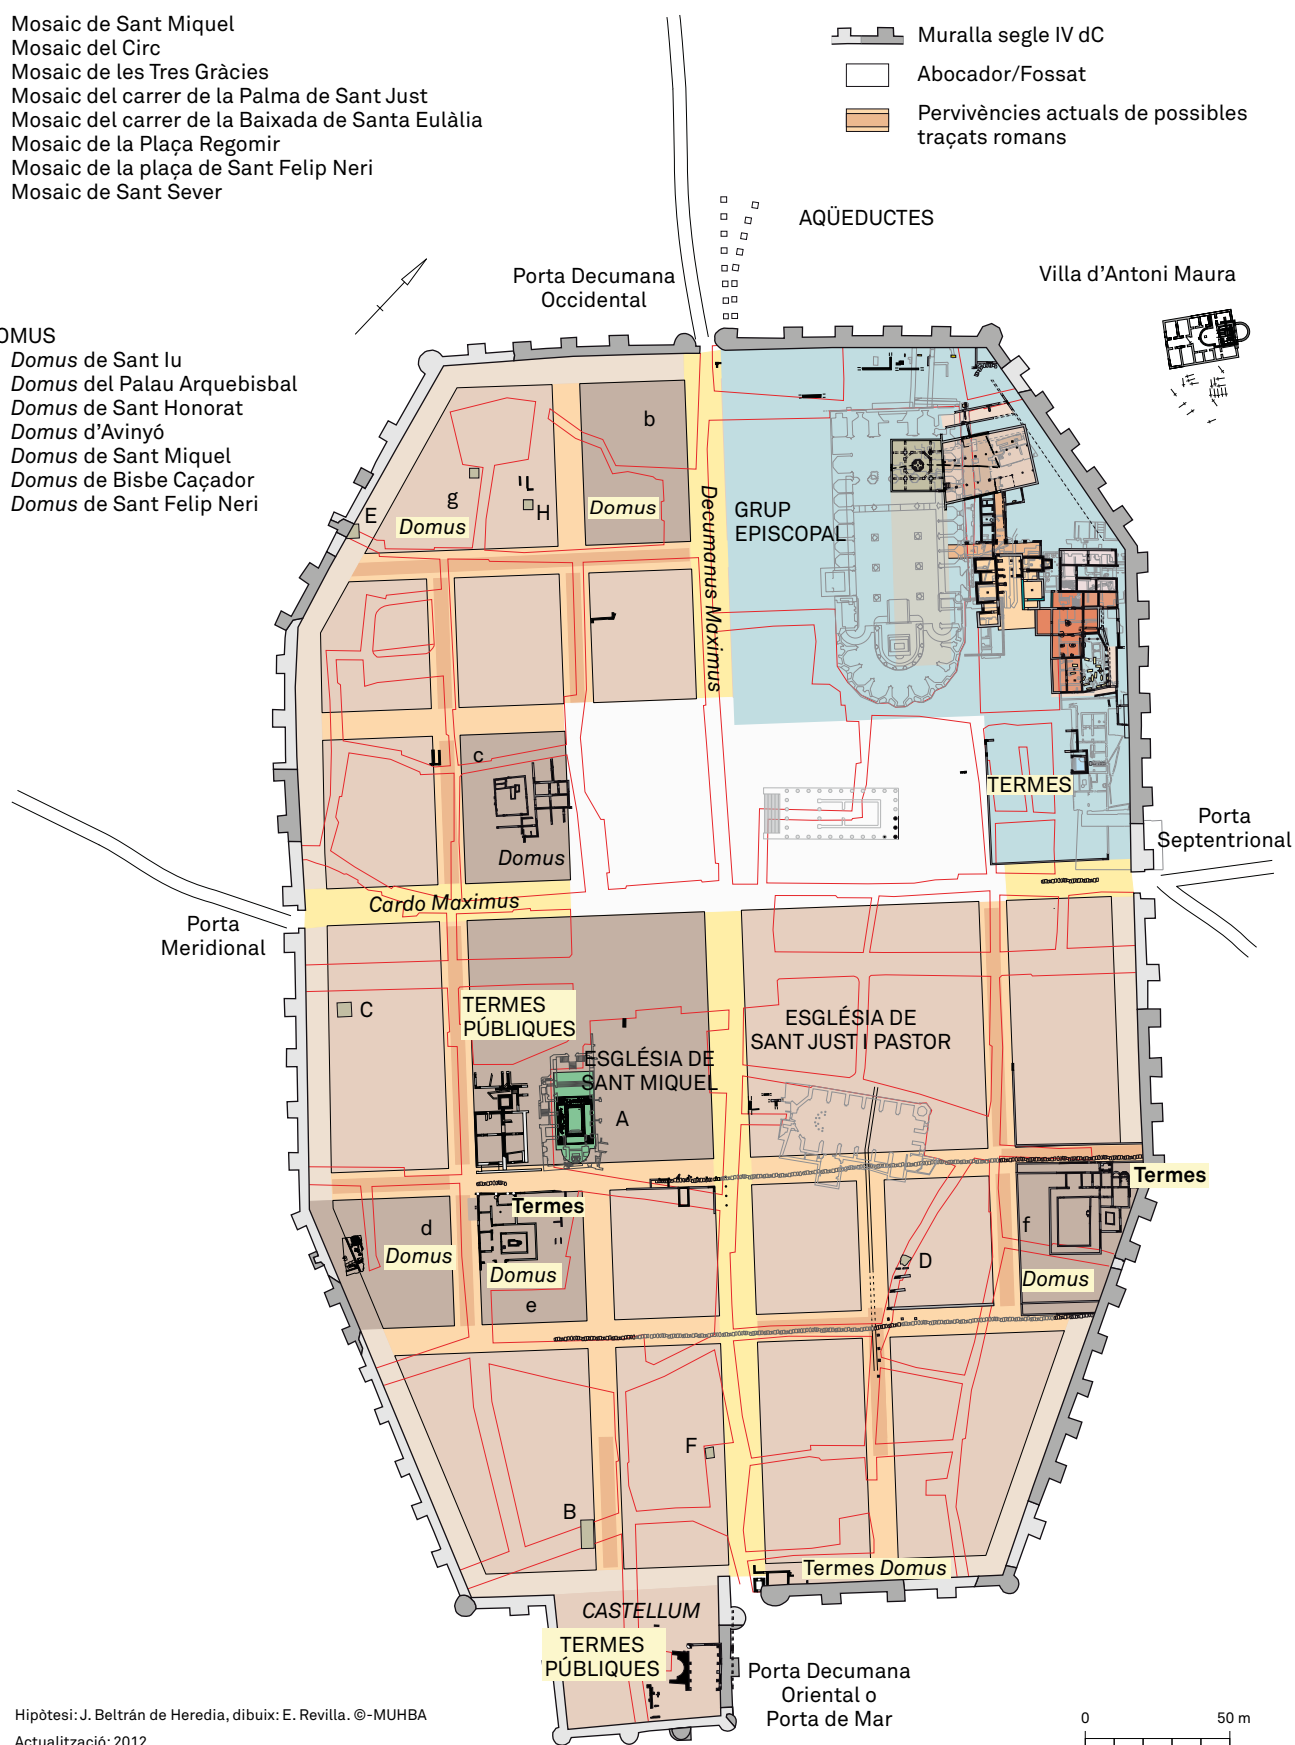 Mosaic de Sant Miquel
Mosaic del Circ
Mosaic de les Tres Gràcies
Mosaic del carrer de la Palma de Sant Just
Mosaic del carrer de la Baixada de Santa Eulàlia
Mosaic de la Plaça Regomir
Mosaic de la plaça de Sant Felip Neri
Mosaic de Sant Sever
Muralla segle IV dC
Abocador/Fossat
Pervivències actuals de possibles
traçats romans
AQÜEDUCTES
Porta Decumana
Occidental
Villa d'Antoni Maura
OMUS
Domus de Sant Iu
Domus del Palau Arquebisbal
Domus de Sant Honorat
Domus d'Avinyó
Domus de Sant Miquel
Domus de Bisbe Caçador
Domus de Sant Felip Neri
b
g
H
E
Domus
Domus
Decumanus Maximus
GRUP
EPISCOPAL
c
Domus
TERMES
Porta
Septentrional
Cardo Maximus
Porta
Meridional
C
TERMES
PÚBLIQUES
ESGLÉSIA DE
SANT MIQUEL
A
ESGLÉSIA DE
SANT JUST I PASTOR
Termes
Termes
d
Domus
Domus
e
D
f
Domus
F
B
Termes Domus
CASTELLUM
TERMES
PÚBLIQUES
Porta Decumana
Oriental o
Porta de Mar
Hipòtesi: J. Beltrán de Heredia, dibuix: E. Revilla. ©-MUHBA
Actualització: 2012
0 50 m